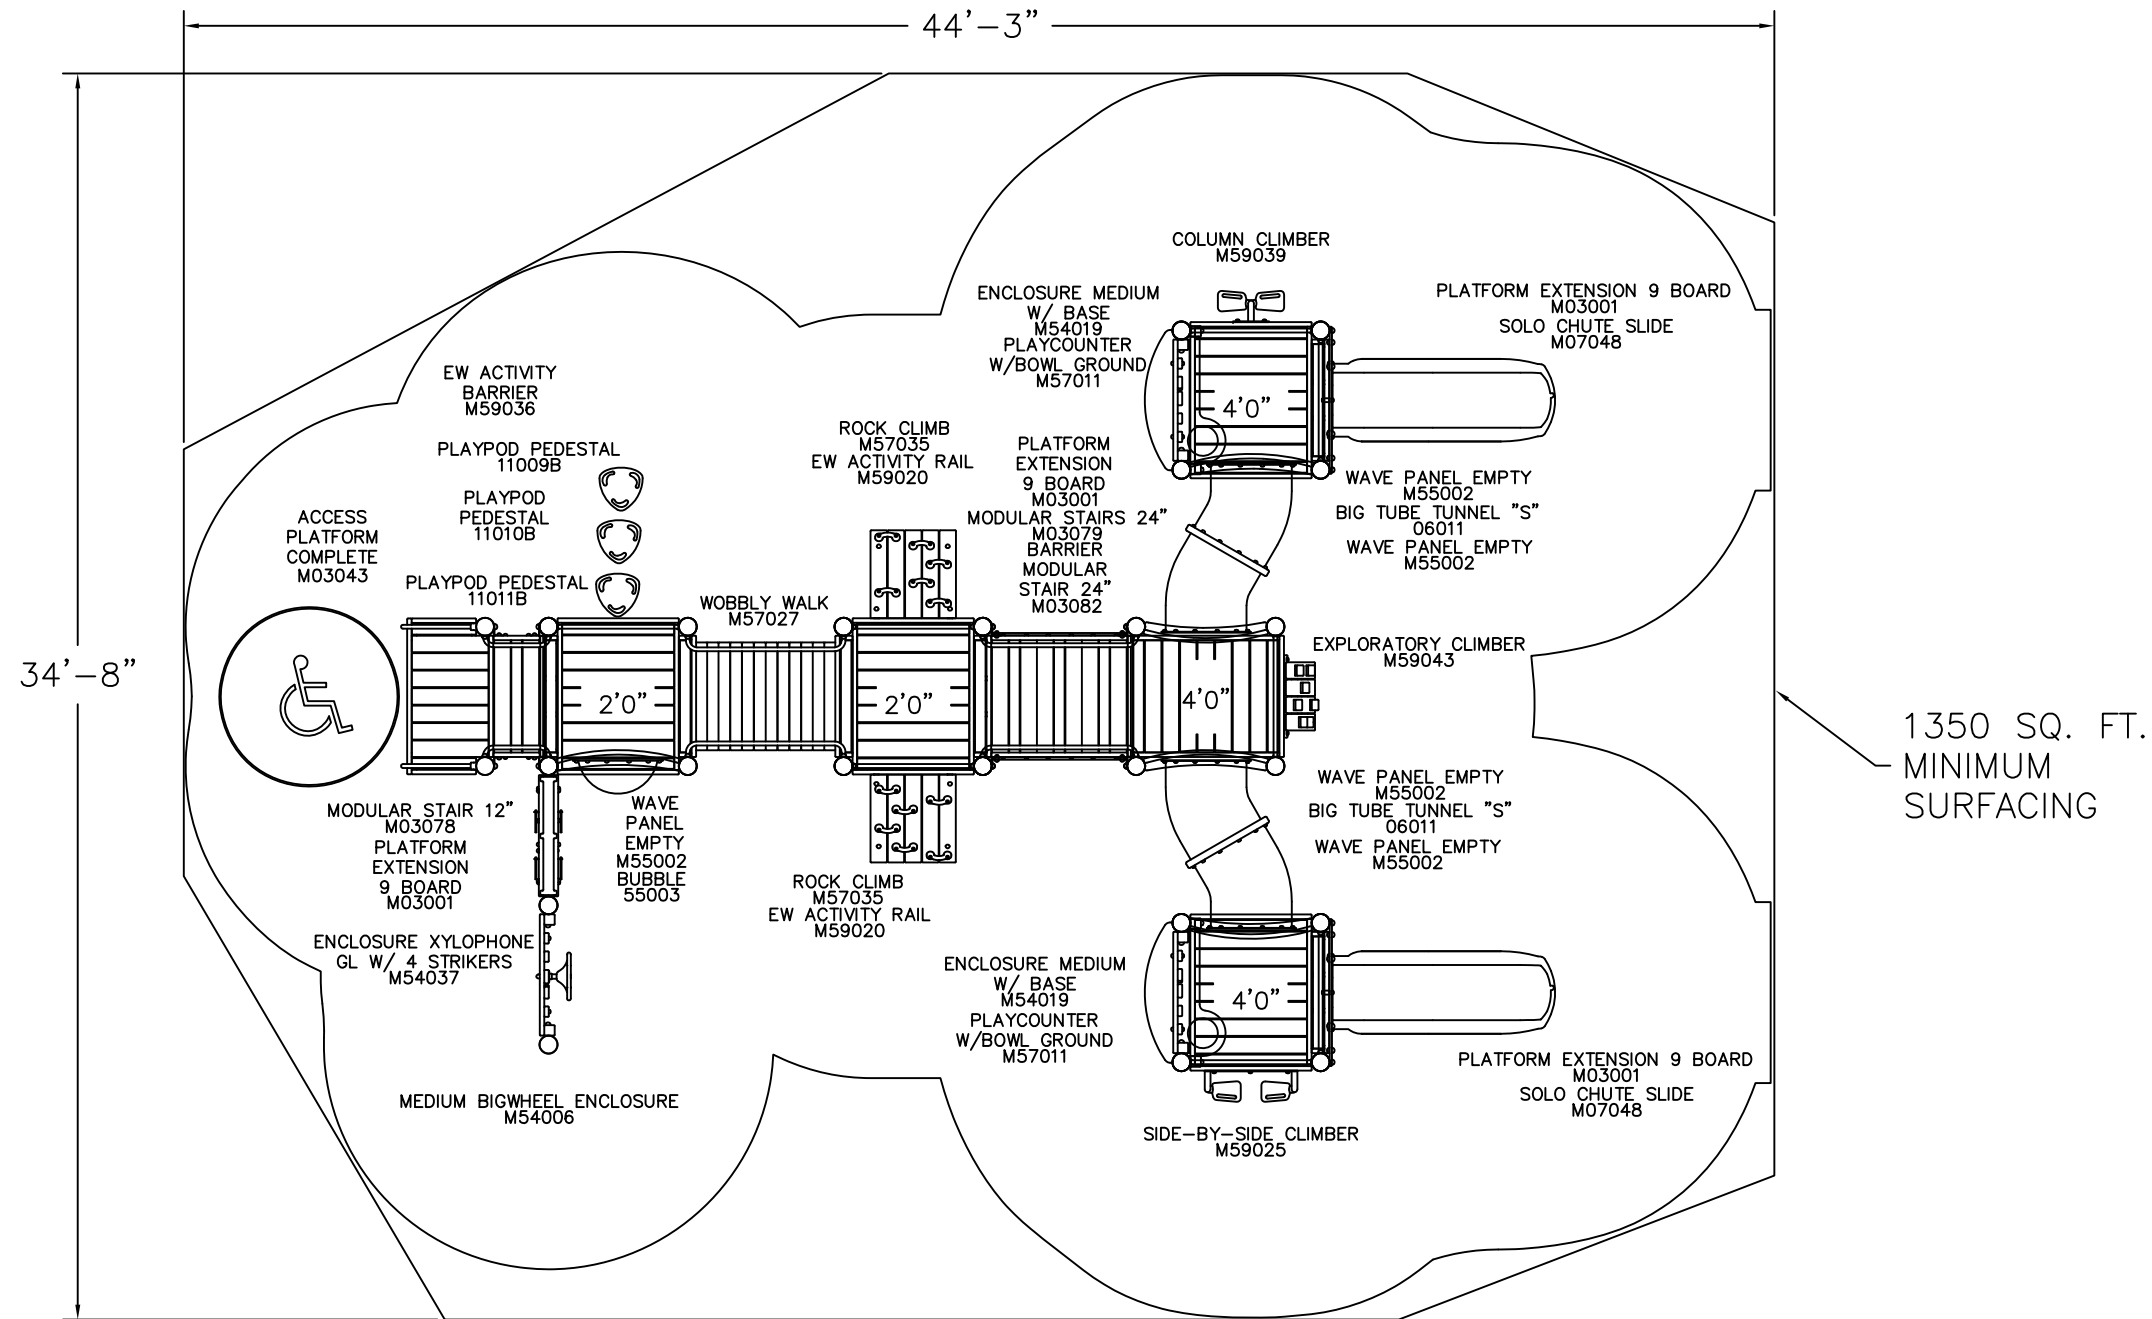 44'-3"
COLUMN CLIMBER
M59039
ENCLOSURE MEDIUM
W/ BASE
M54019
PLAYCOUNTER
W/BOWL GROUND
M57011
PLATFORM EXTENSION 9 BOARD
M03001
SOLO CHUTE SLIDE
M07048
4'0"
EW ACTIVITY
BARRIER
M59036
PLAYPOD PEDESTAL
11009B
PLAYPOD
PEDESTAL
11010B
PLAYPOD PEDESTAL
11011B
ACCESS
PLATFORM
COMPLETE
M03043
ROCK CLIMB
M57035
EW ACTIVITY RAIL
M59020
PLATFORM
EXTENSION
9 BOARD
M03001
MODULAR STAIRS 24"
M03079
BARRIER
MODULAR
STAIR 24"
M03082
WAVE PANEL EMPTY
M55002
BIG TUBE TUNNEL "S"
06011
WAVE PANEL EMPTY
M55002
WOBBLY WALK
M57027
EXPLORATORY CLIMBER
M59043
34'-8"
2'0"
2'0"
4'0"
1350 SQ. FT.
MINIMUM
SURFACING
MODULAR STAIR 12"
M03078
PLATFORM
EXTENSION
9 BOARD
M03001
WAVE
PANEL
EMPTY
M55002
BUBBLE
55003
ROCK CLIMB
M57035
EW ACTIVITY RAIL
M59020
WAVE PANEL EMPTY
M55002
BIG TUBE TUNNEL "S"
06011
WAVE PANEL EMPTY
M55002
ENCLOSURE XYLOPHONE
GL W/ 4 STRIKERS
M54037
ENCLOSURE MEDIUM
W/ BASE
M54019
PLAYCOUNTER
W/BOWL GROUND
M57011
4'0"
PLATFORM EXTENSION 9 BOARD
M03001
SOLO CHUTE SLIDE
M07048
MEDIUM BIGWHEEL ENCLOSURE
M54006
SIDE-BY-SIDE CLIMBER
M59025